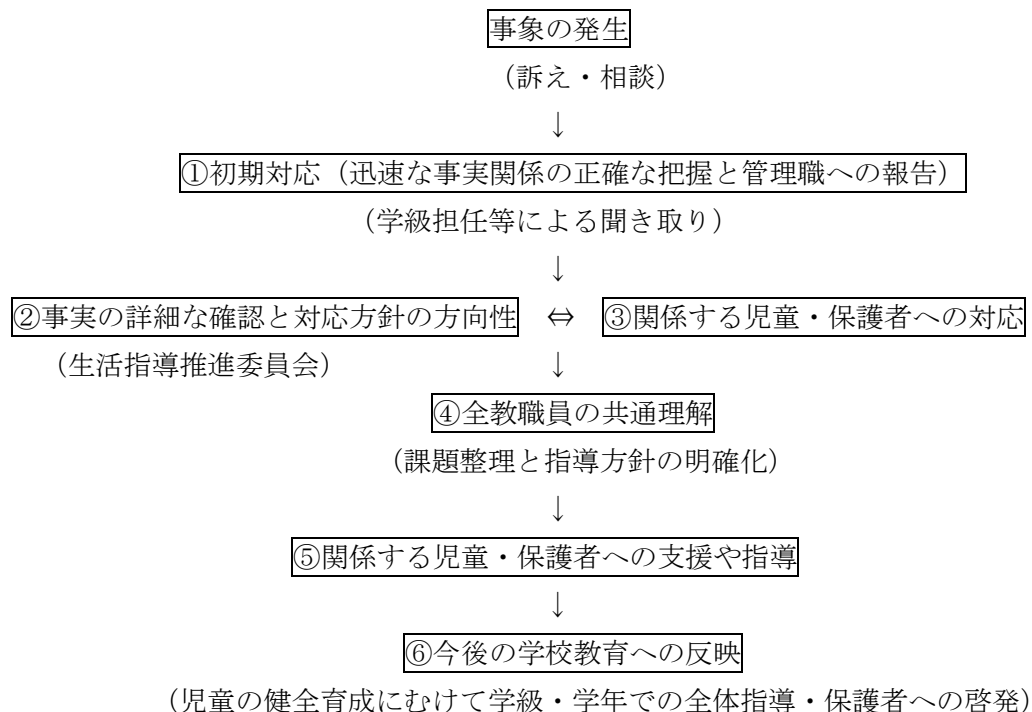 事象の発生
（訴え・相談）
↓
①初期対応（迅速な事実関係の正確な把握と管理職への報告）
（学級担任等による聞き取り）
↓
②事実の詳細な確認と対応方針の方向性 ⇔ ③関係する児童・保護者への対応
（生活指導推進委員会） ↓
④全教職員の共通理解
（課題整理と指導方針の明確化）
↓
⑤関係する児童・保護者への支援や指導
↓
⑥今後の学校教育への反映
（児童の健全育成にむけて学級・学年での全体指導・保護者への啓発）